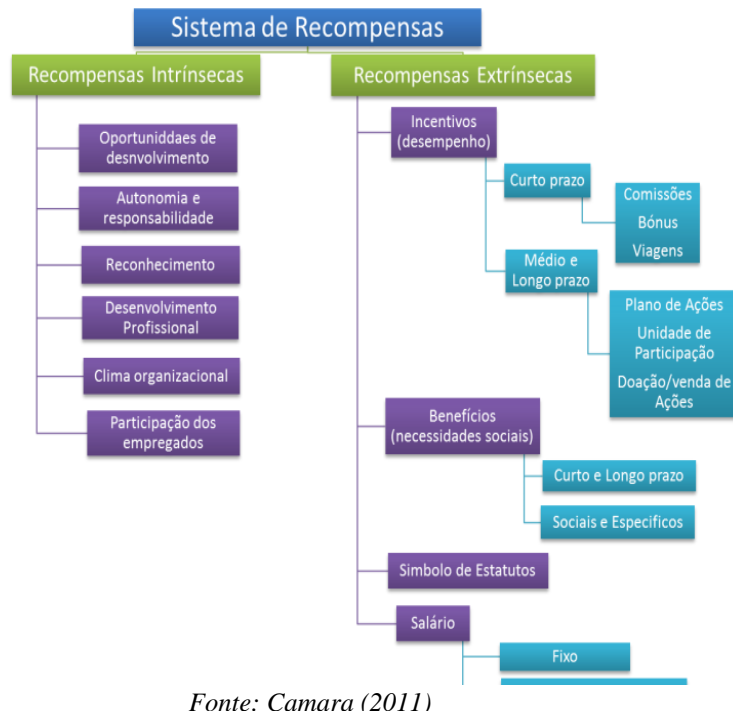 Sistema de Recompensas
Recompensas Intrínsecas
Oportuniddaes de
desnvolvimento
Autonomia e
responsabilidade
Reconhecimento
Desenvolvimento
Profissional
Clima organizacional
Participação dos
empregados
Recompensas Extrínsecas
Incentivos
(desempenho)
Curto prazo
Comissões
Bónus
Viagens
Médio e
Longo prazo
Plano de Ações
Unidade de
Participação
Doação/venda de
Ações
Benefícios
(necessidades sociais)
Curto e Longo prazo
Sociais e Especificos
Simbolo de Estatutos
Salário
Fixo
Fonte: Camara (2011)